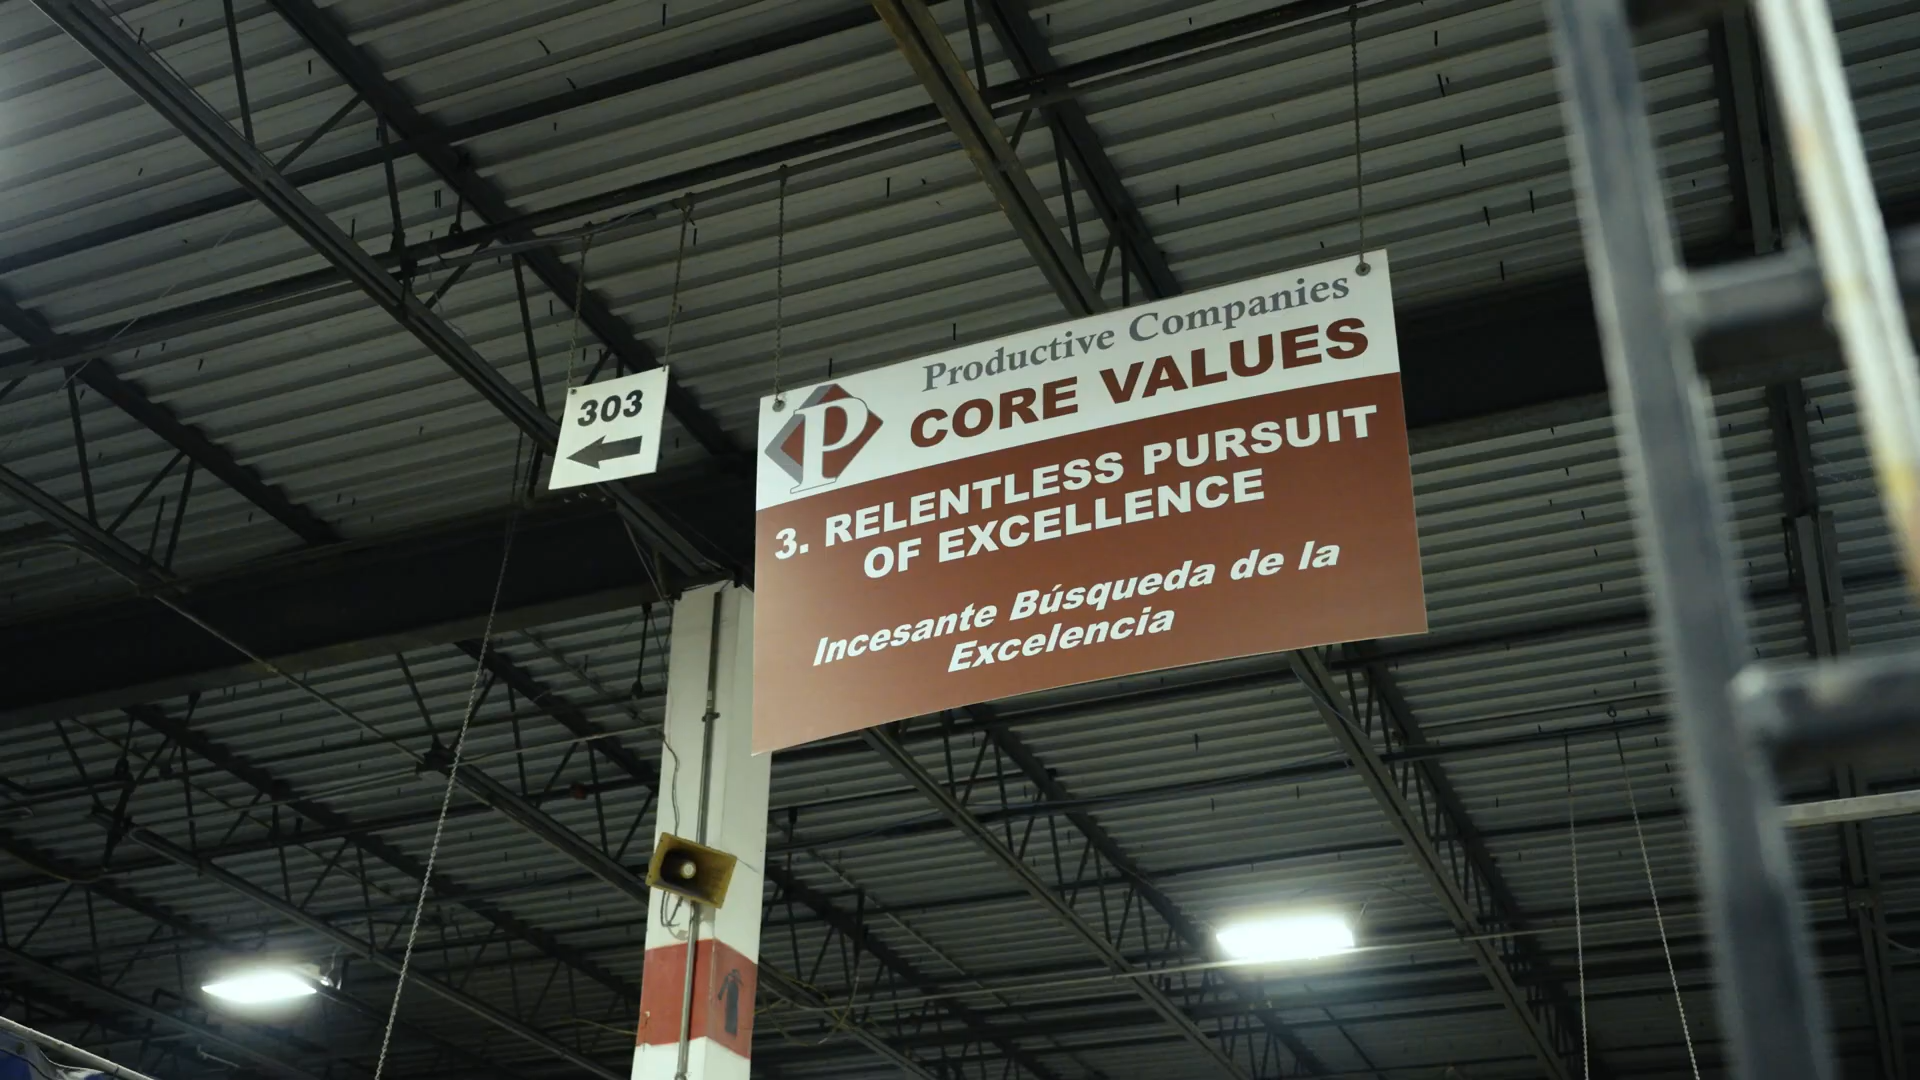 303
Productive Companies
CORE VALUES
P
3. RELENTLESS PURSUIT
OF EXCELLENCE
Incesante Búsqueda de la
Excelencia